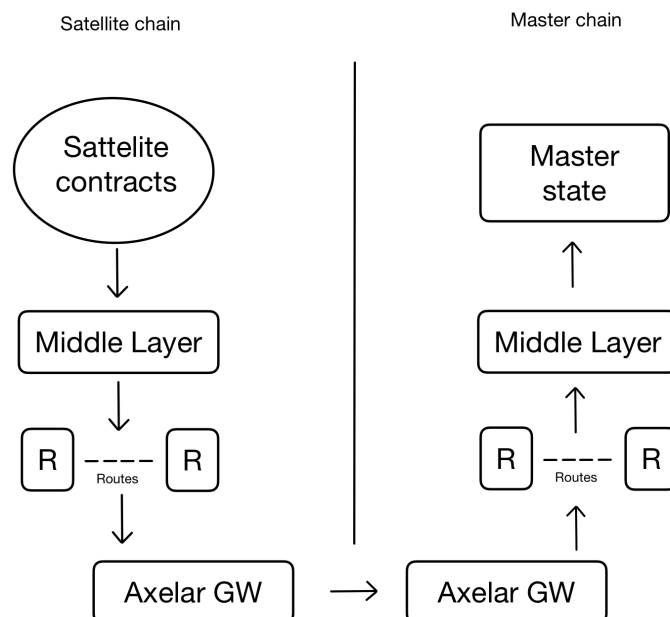 Satellite chain
Master chain
Sattelite
contracts
Master
state
Middle Layer
Middle Layer
R
R
Routes
R
R
Routes
Axelar GW
Axelar GW